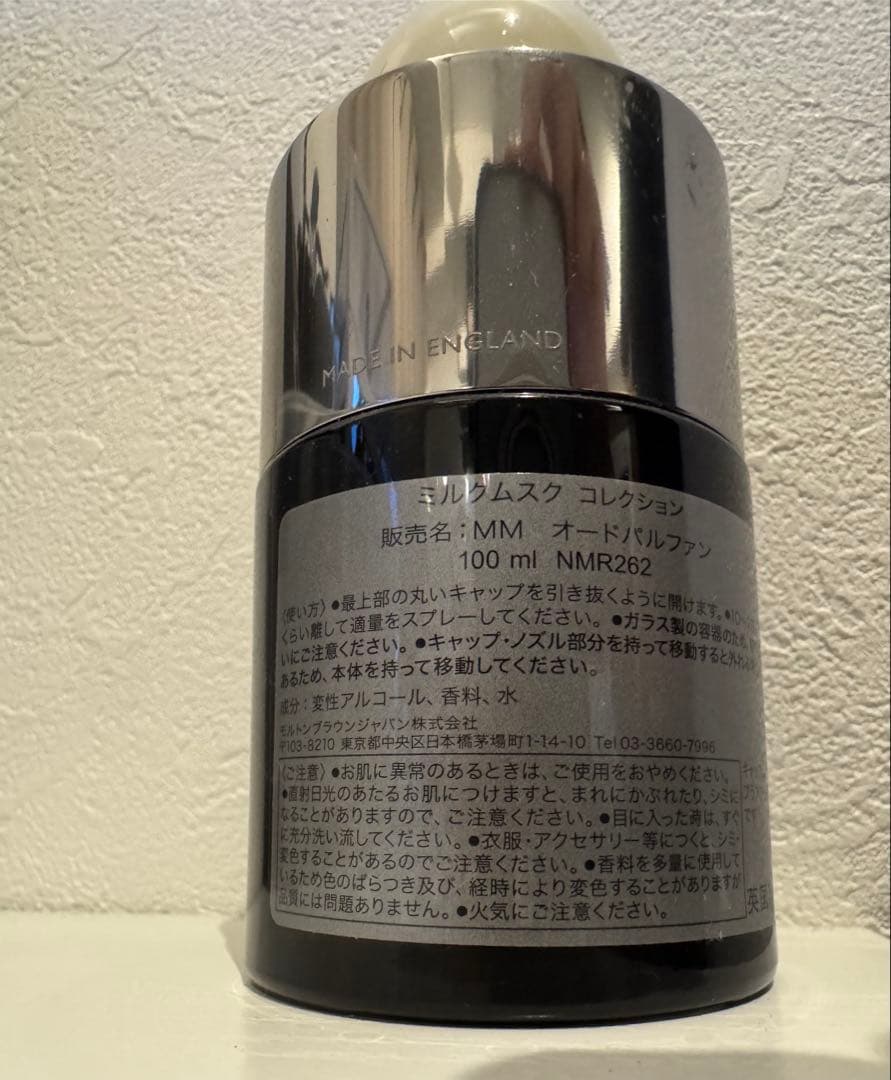 MADE IN ENGLAND
ミルクムスク コレクション
販売名：MM オードパルファン
100 ml NMR262
〈使い方〉●最上部の丸いキャップを引き抜くように開けます。●10
くらい離して適量をスプレーしてください。●ガラス製の容器のため、
いにご注意ください。●キャップ・ノズル部分を持って移動すると外れ
あるため、本体を持って移動してください。
成分：変性アルコール、香料、水
モルトンブラウンジャパン株式会社
〒103-8210 東京都中央区日本橋茅場町1-14-10 Tel 03-3660-7996
〈ご注意〉●お肌に異常のあるときは、ご使用をおやめください。
●直射日光のあたるお肌につけますと、まれにかぶれたり、シミに
なることがありますので、ご注意ください。●目に入った時は、すぐ
に充分洗い流してください。●衣服・アクセサリー等につくと、シミ・
変色することがあるのでご注意ください。●香料を多量に使用して
いるため色のばらつき及び、経時により変色することがありますが
品質には問題ありません。●火気にご注意ください。
キャップ
プラ
で
英国